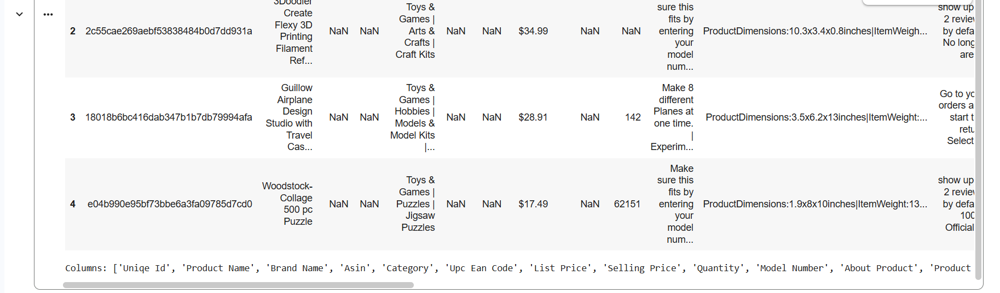 3Doodler
Create
Flexy 3D
Printing
Filament
Ref...
Toys &
Games |
Arts &
Crafts |
Craft Kits
sure this
fits by
entering
your
model
num...
show up
2 review
by defa
No long
are
2 2c55cae269aebf53838484b0d7dd931a NaN NaN NaN NaN $34.99 NaN NaN ProductDimensions:10.3x3.4x0.8inches|ItemWeigh...
Guillow
Airplane
Design
Studio with
Travel
Cas...
Toys &
Games |
Hobbies |
Models &
Model Kits
|...
Make 8
different
Planes at
one time.
|
Experim...
Go to yo
orders a
start t
retu
Select
3 18018b6bc416dab347b1b7db79994afa NaN NaN NaN NaN $28.91 NaN 142 ProductDimensions:3.5x6.2x13inches|ItemWeight:...
Woodstock-
Collage
500 pc
Puzzle
Toys &
Games |
Puzzles |
Jigsaw
Puzzles
Make
sure this
fits by
entering
your
model
num...
show up
2 review
by defa
100
Official
4 e04b990e95bf73bbe6a3fa09785d7cd0 NaN NaN NaN NaN $17.49 NaN 62151 ProductDimensions:1.9x8x10inches|ItemWeight:13...
Columns: ['Uniqe Id', 'Product Name', 'Brand Name', 'Asin', 'Category', 'Upc Ean Code', 'List Price', 'Selling Price', 'Quantity', 'Model Number', 'About Product', 'Product